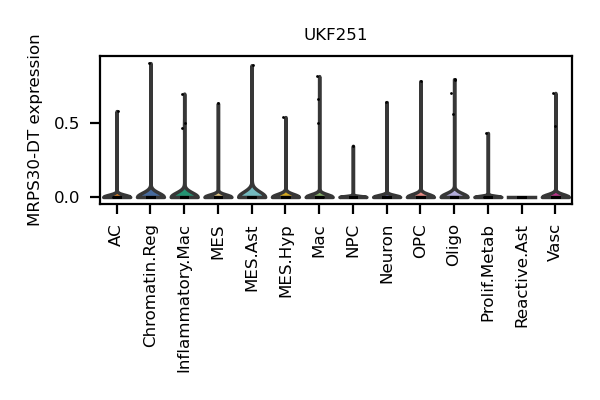 UKF251
MRPS30-DT expression
0.5
0.0
AC
Chromatin.Reg
Inflammatory.Mac
MES
MES.Ast
MES.Hyp
Mac
NPC
Neuron
OPC
Oligo
Prolif.Metab
Reactive.Ast
Vasc